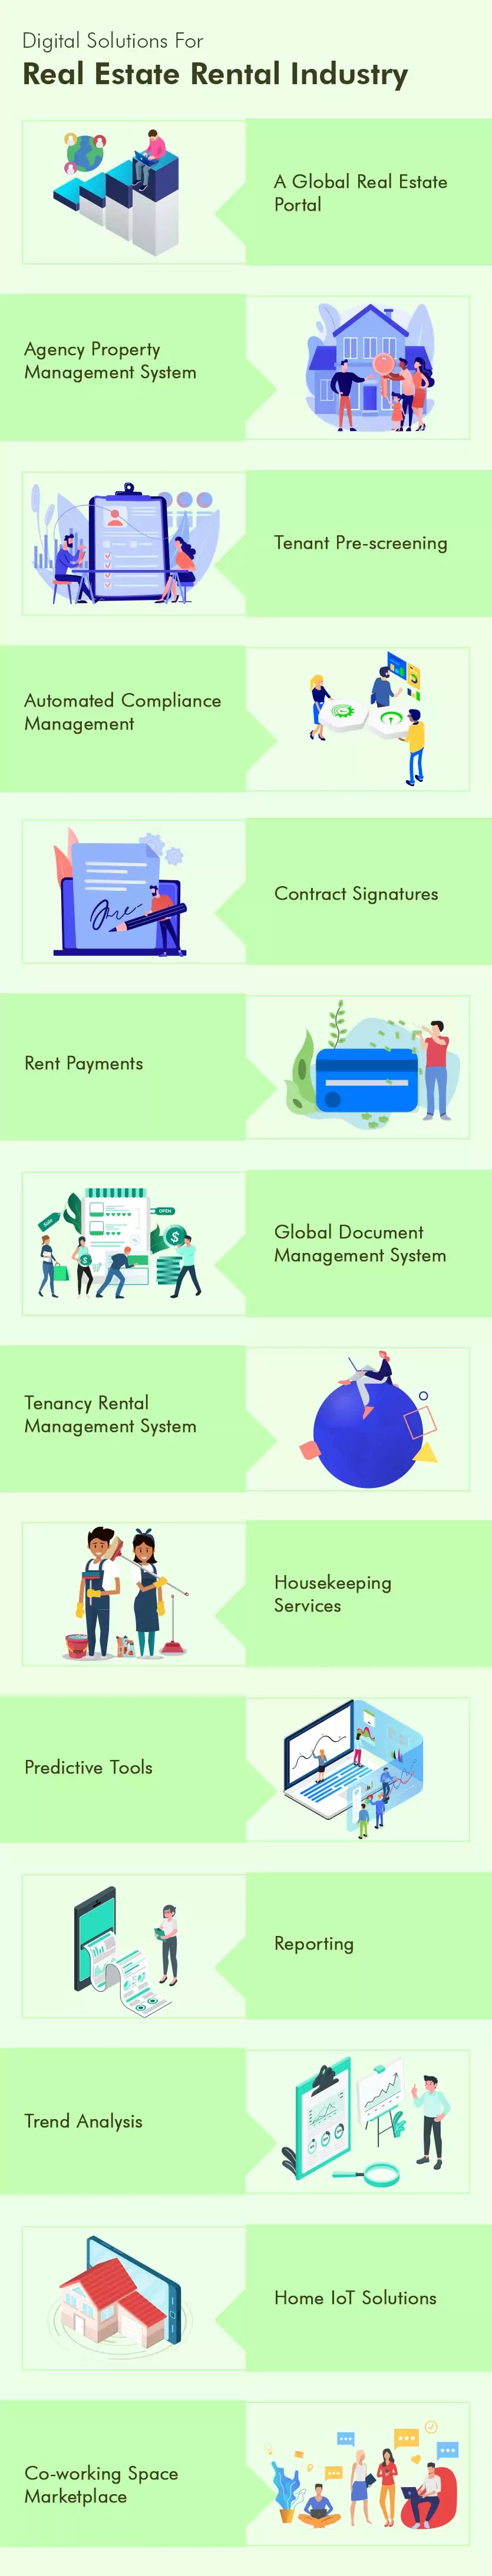 Digital Solutions For
Real Estate Rental Industry
A Global Real Estate
Portal
Agency Property
Management System
Tenant Pre-screening
Automated Compliance
Management
Contract Signatures
Rent Payments
Sale
OPEN
Global Document
Management System
Tenancy Rental
Management System
Housekeeping
Services
Predictive Tools
Reporting
Trend Analysis
Home IoT Solutions
Co-working Space
Marketplace